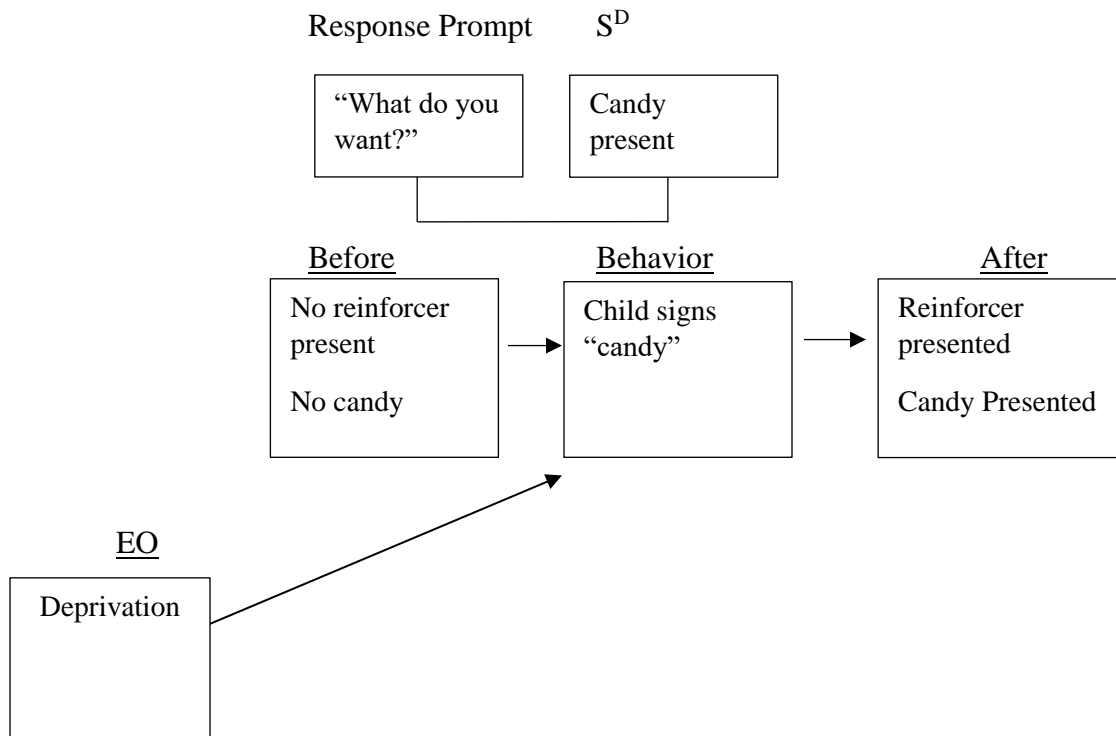 Response Prompt
S^D
“What do you
want?”
Candy
present
Before
Behavior
After
No reinforcer
present
No candy
Child signs
“candy”
Reinforcer
presented
Candy Presented
EO
Deprivation